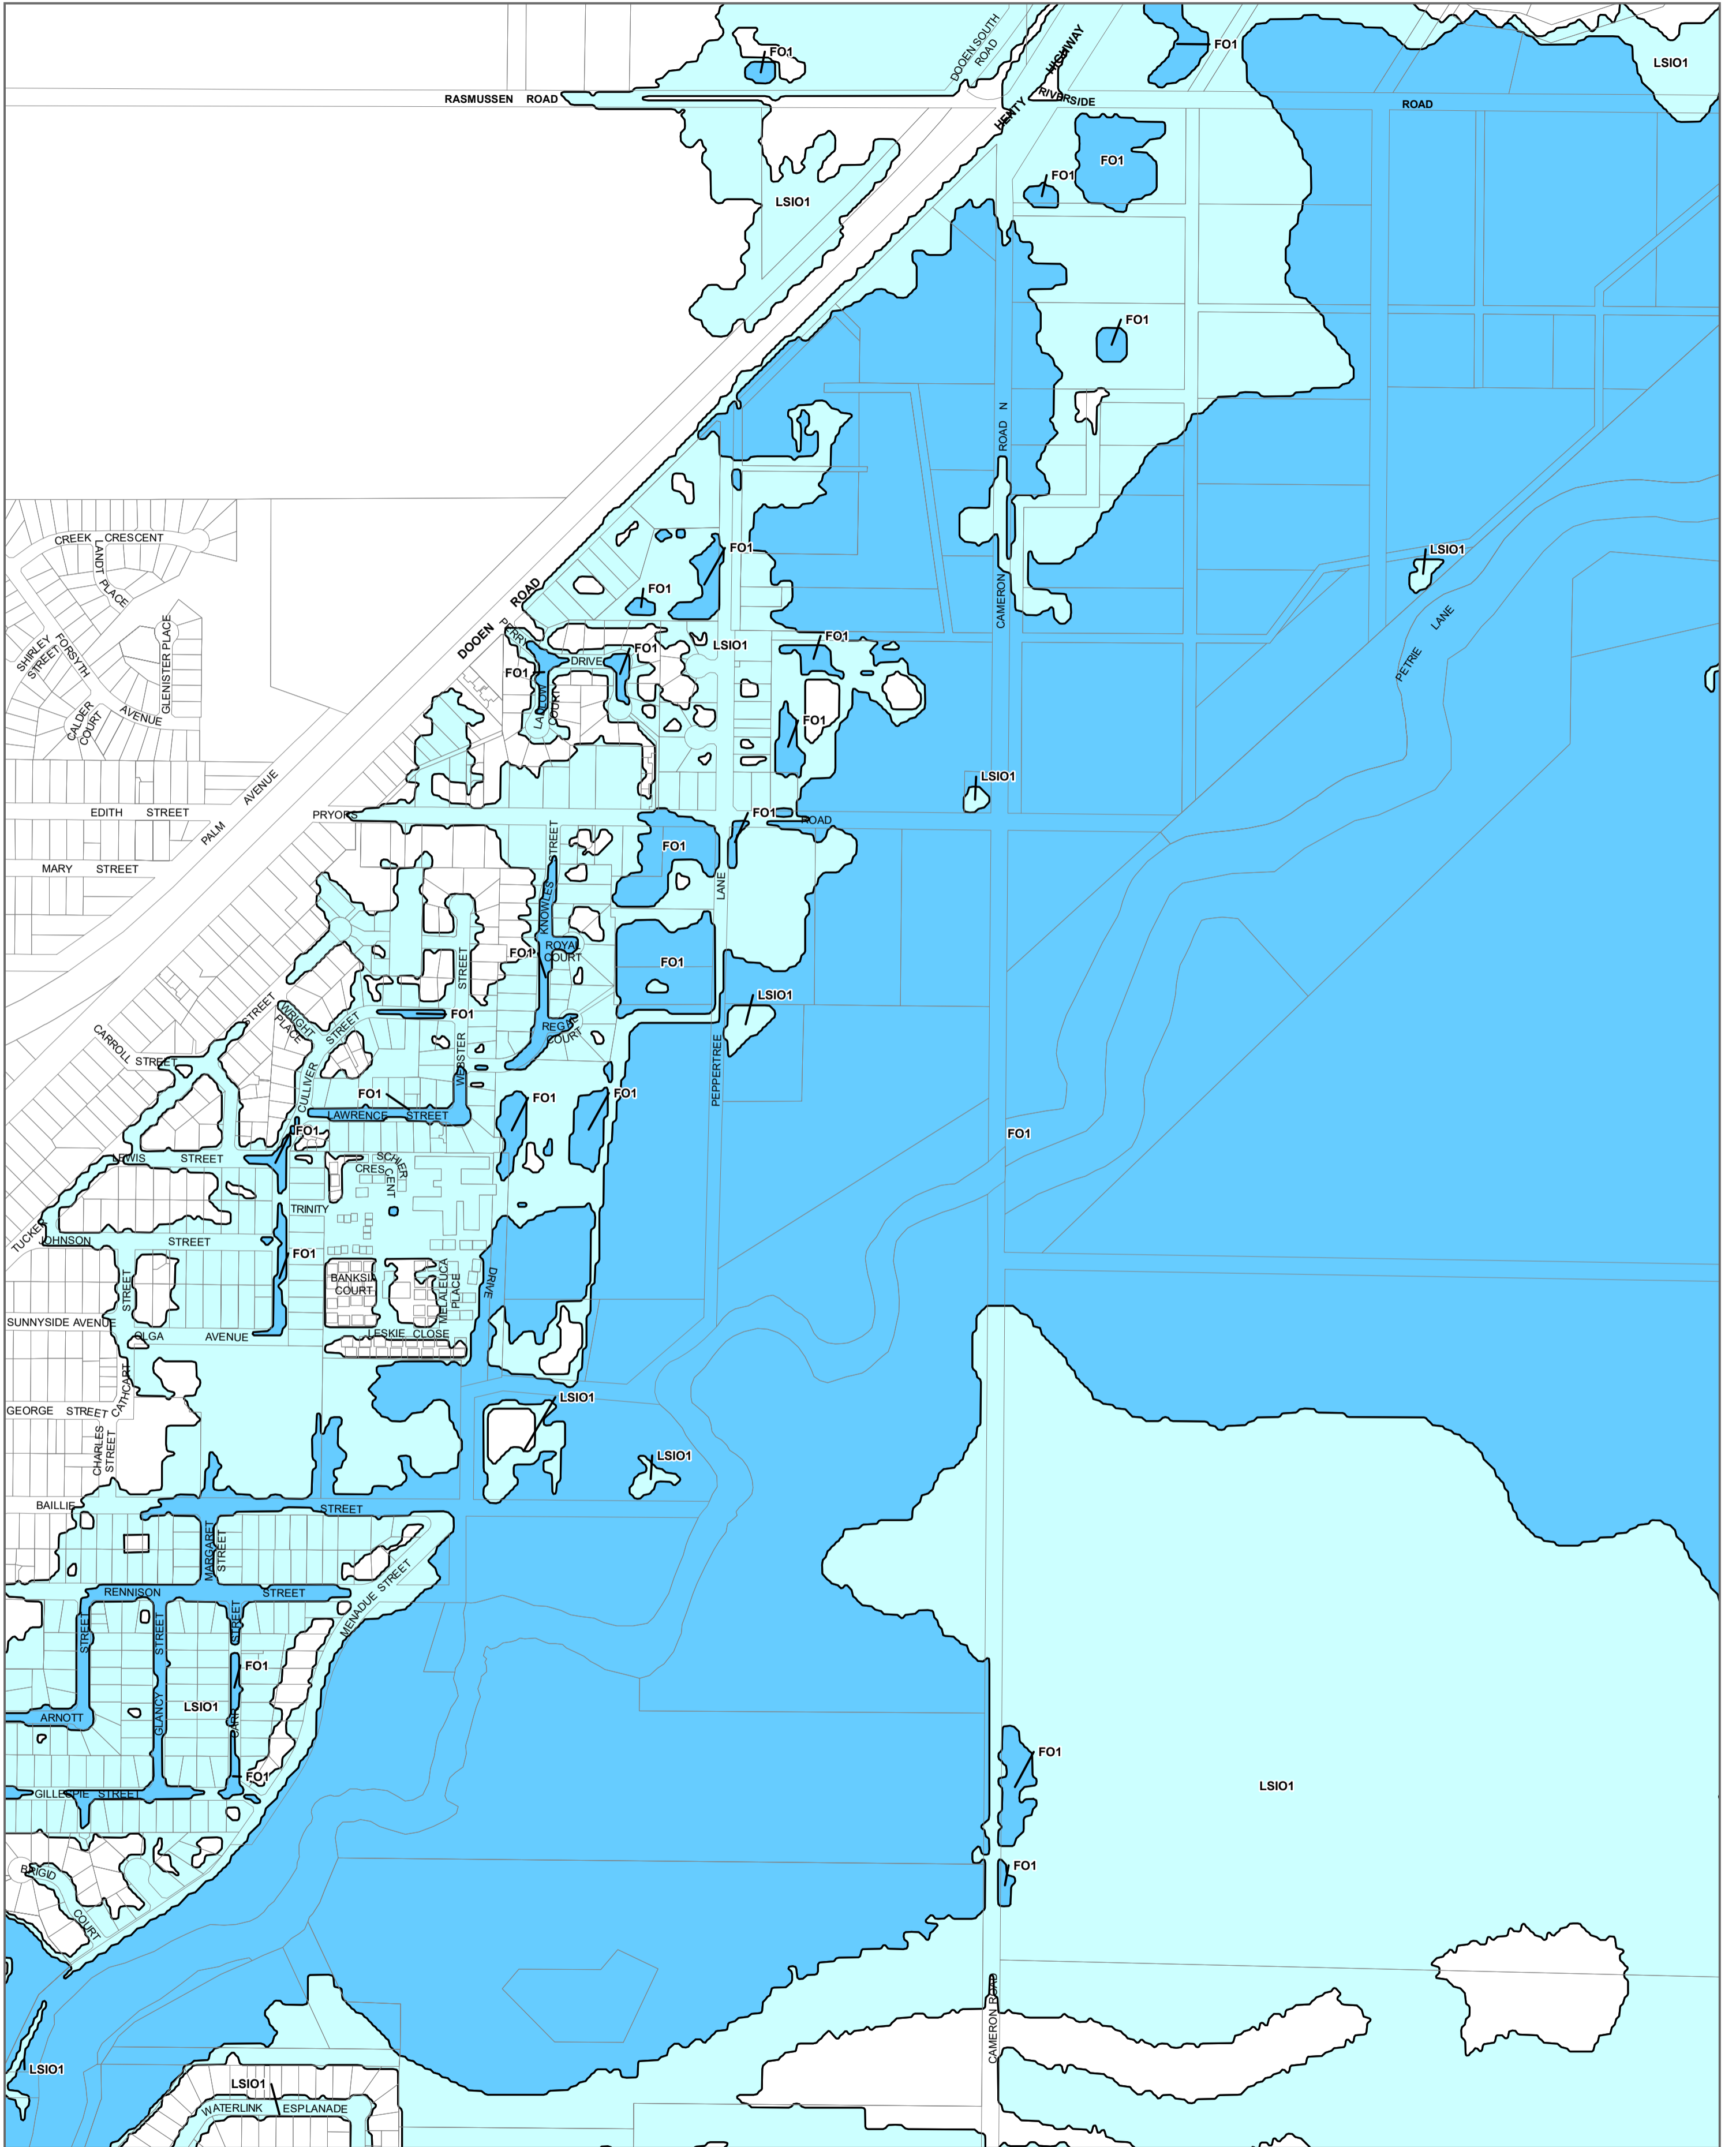 FO1
DOOEN SOUTH
ROAD
HENTY HIGHWAY
FO1
LSIO1
RASMUSSEN ROAD
RIVERSIDE ROAD
FO1
FO1
LSIO1
FO1
CAMERON ROAD N
CREEK CRESCENT
LANDT
PLACE
FO1
LSIO1
SHIRLEY
STREET
FORSYTH
AVENUE
GLENISTER PLACE
CALDER
COURT
DOOEN ROAD
FO1
PERRY DRIVE
FO1
LSIO1
FO1
FO1
LADLOW
COURT
FO1
PETRIE LANE
LSIO1
EDITH STREET
PALM AVENUE
PRYORS ROAD
FO1
MARY STREET
FO1
KNOWLES STREET
FO1
ROYAL
COURT
FO1
LSIO1
CARROLL STREET
STREET
WRIGHT
PLACE
CULLIVER STREET
FO1
WEBSTER STREET
REGAL
COURT
PEPPERTREE LANE
FO1
FO1
FO1
LAWRENCE STREET
FO1
FO1
LEWIS STREET
SCHIER
CRES
CENT
TRINITY
TUCKER
JOHNSON STREET
FO1
BANKSIA
COURT
MELALEUCA
PLACE
DRIVE
SUNNYSIDE AVENUE
OLGA AVENUE
LESKIE CLOSE
CATHCART STREET
LSIO1
GEORGE STREET
CHARLES
STREET
LSIO1
BAILLIE STREET
MARGARET
STREET
RENNISON STREET
MENADUE STREET
STREET
STREET
GLANCY
CARR STREET
FO1
LSIO1
ARNOTT
FO1
GILLESPIE STREET
FO1
LSIO1
FO1
BRIGID
COURT
CAMERON ROAD
LSIO1
LSIO1
WATERLINK ESPLANADE